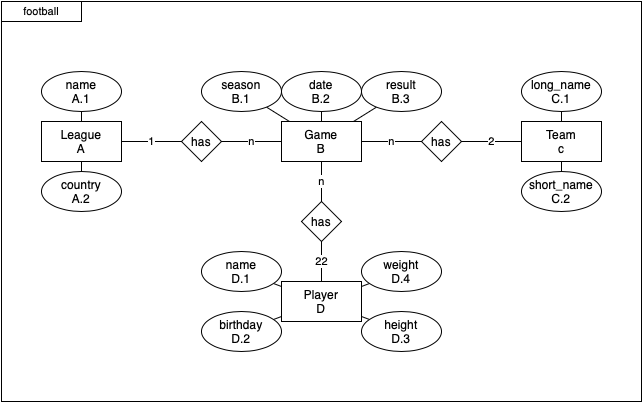 football
name
A.1
season
B.1
date
B.2
result
B.3
long_name
C.1
League
A
1
has
n
Game
B
n
has
2
Team
c
country
A.2
n
short_name
C.2
has
22
name
D.1
weight
D.4
Player
D
birthday
D.2
height
D.3